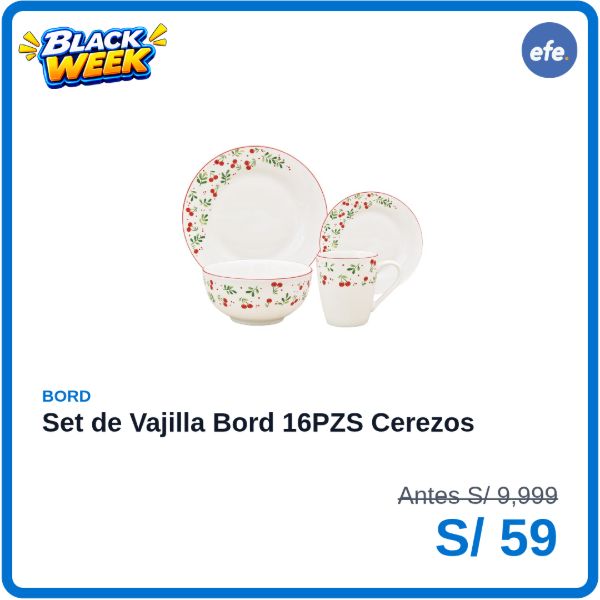 BLACK
WEEK
efe.
BORD
Set de Vajilla Bord 16PZS Cerezos
Antes S/ 9,999
S/ 59